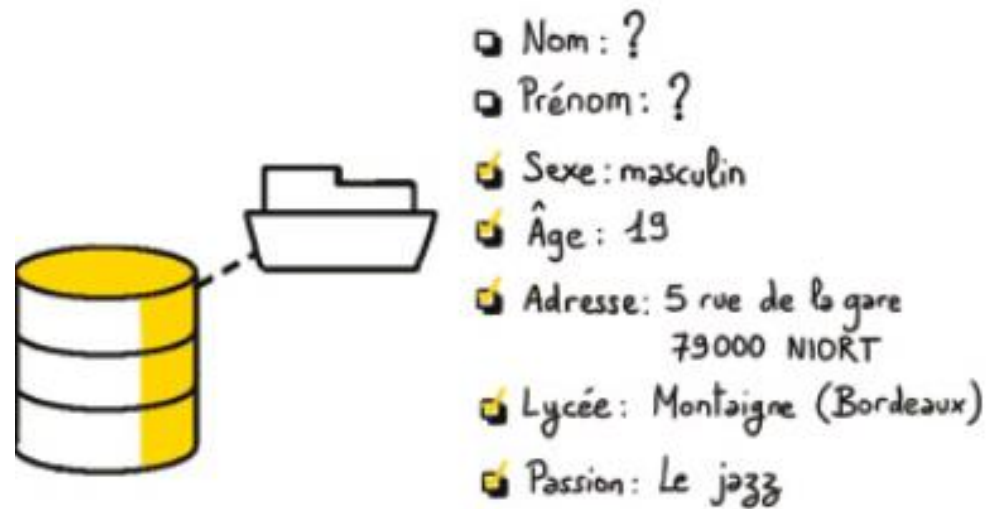 Nom : ?
Prénom : ?
Sexe : masculin
Âge : 19
Adresse : 5 rue de la gare
79000 NIORT
Lycée : Montaigne (Bordeaux)
Passion : Le jazz